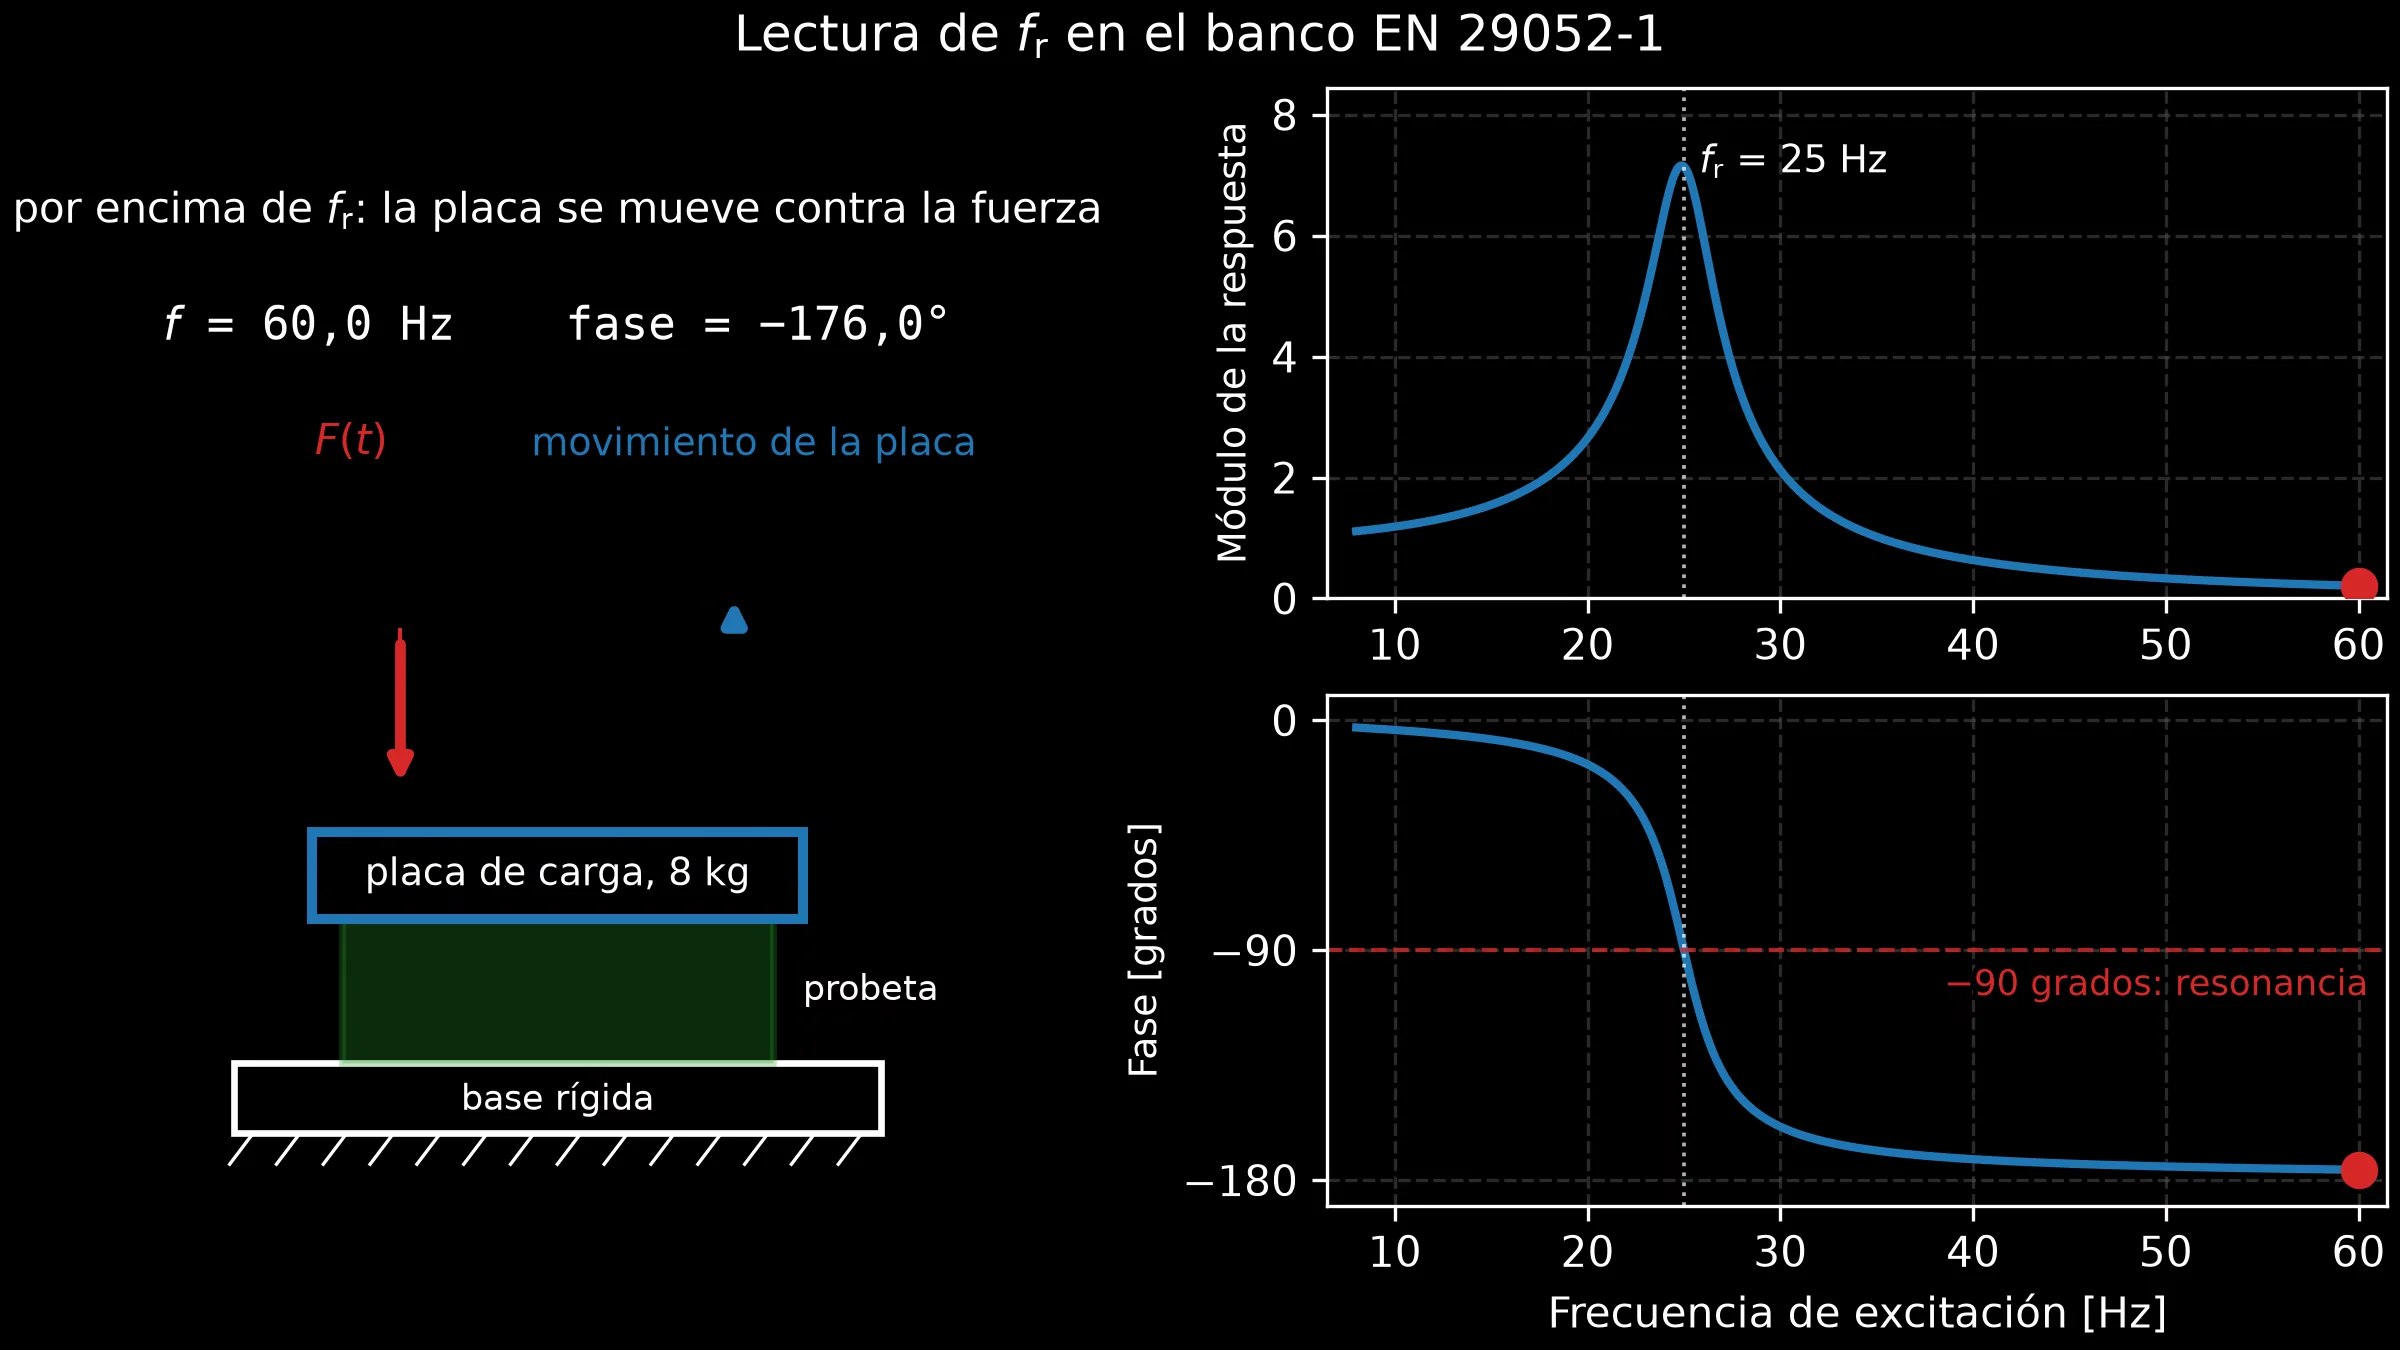 Lectura de fr en el banco EN 29052-1
por encima de fr: la placa se mueve contra la fuerza
f = 60,0 Hz    fase = −176,0°
F(t)
movimiento de la placa
placa de carga, 8 kg
probeta
base rígida
Módulo de la respuesta
8
6
4
2
0
fr = 25 Hz
10 20 30 40 50 60
Fase [grados]
0
−90
−180
−90 grados: resonancia
10 20 30 40 50 60
Frecuencia de excitación [Hz]